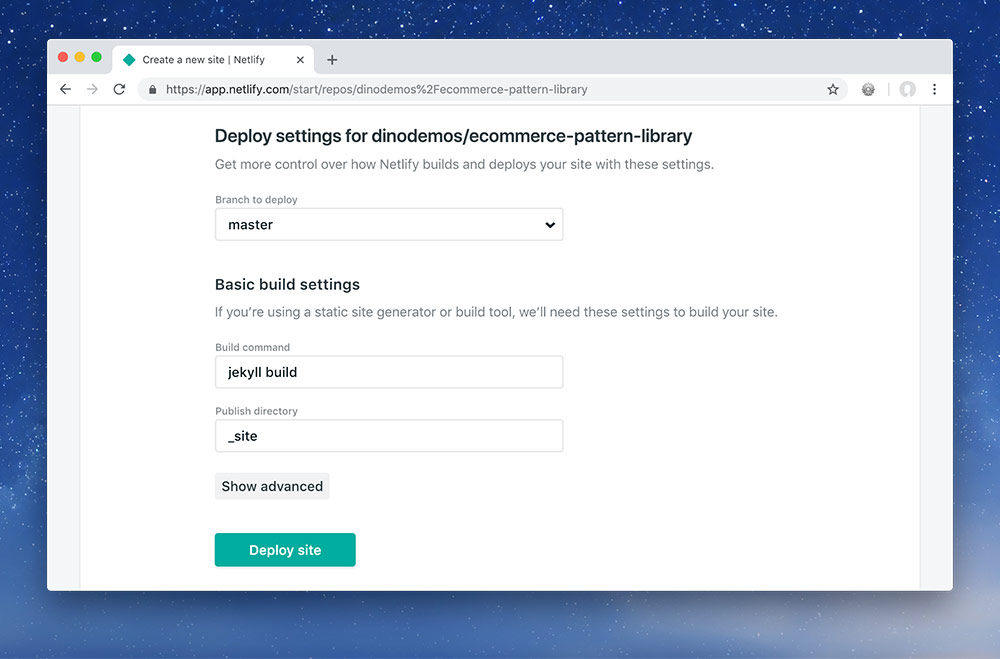 Create a new site | Netlify
https://app.netlify.com/start/repos/dinodemos%2Fecommerce-pattern-library
Deploy settings for dinodemos/ecommerce-pattern-library
Get more control over how Netlify builds and deploys your site with these settings.
Branch to deploy
master
Basic build settings
If you’re using a static site generator or build tool, we’ll need these settings to build your site.
Build command
jekyll build
Publish directory
_site
Show advanced
Deploy site